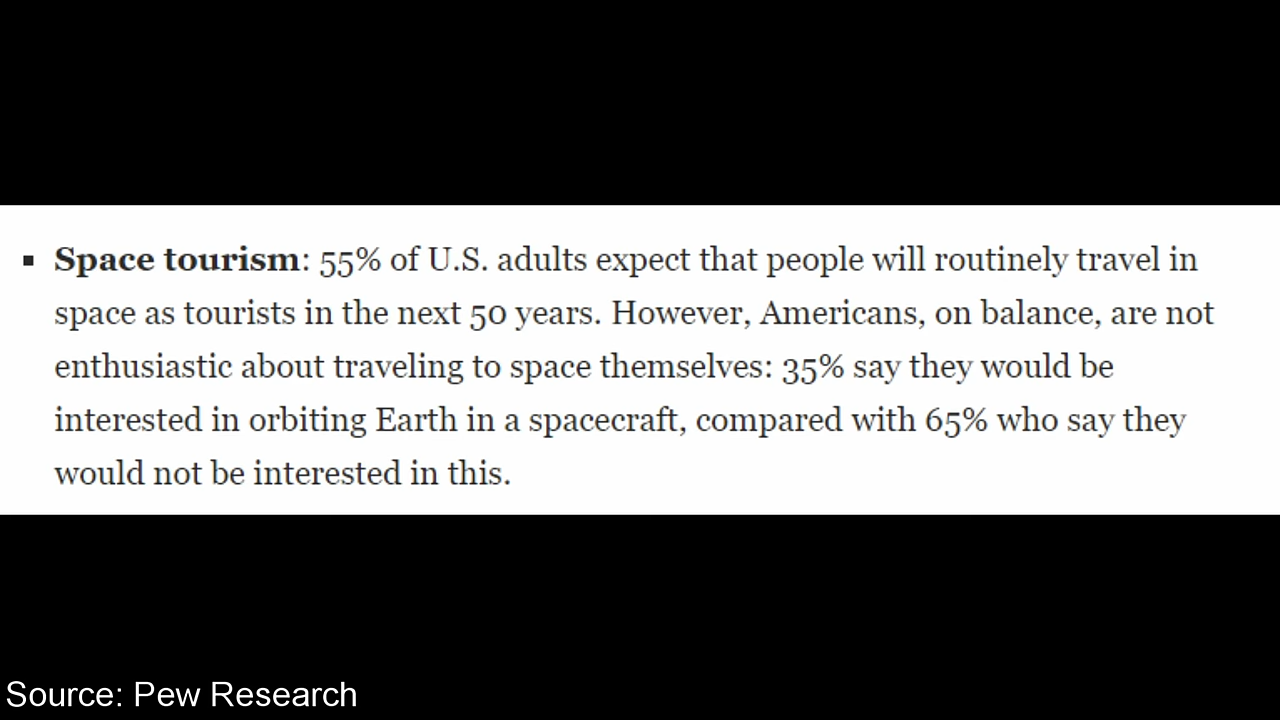 ▪ Space tourism: 55% of U.S. adults expect that people will routinely travel in
space as tourists in the next 50 years. However, Americans, on balance, are not
enthusiastic about traveling to space themselves: 35% say they would be
interested in orbiting Earth in a spacecraft, compared with 65% who say they
would not be interested in this.
Source: Pew Research